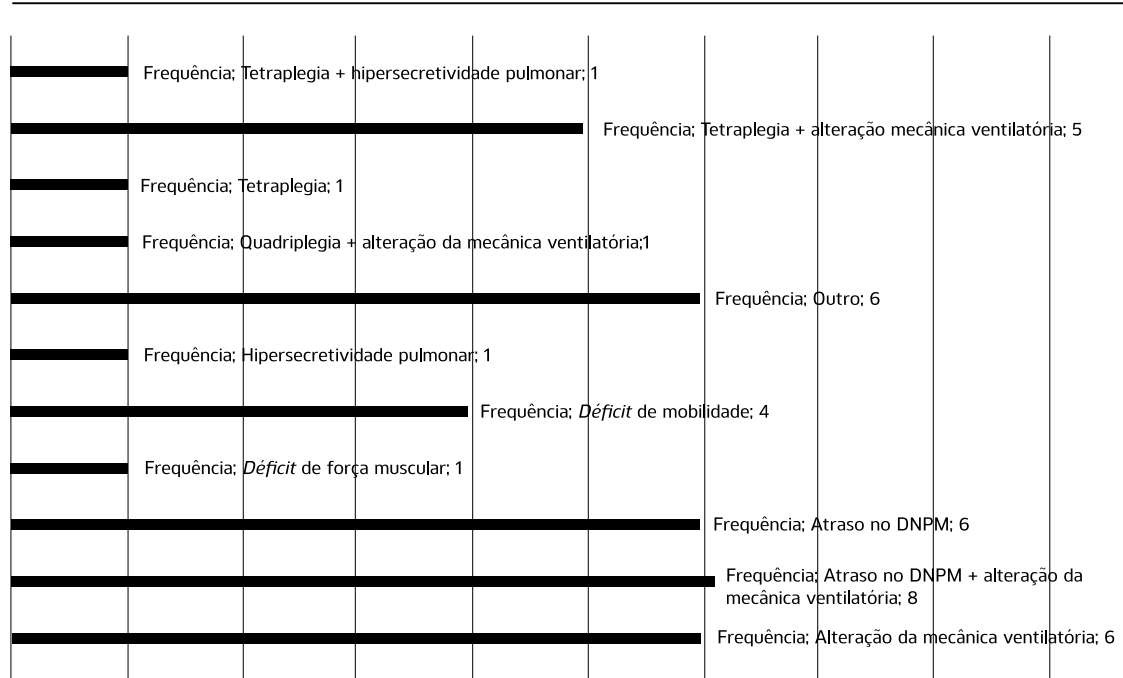 Frequência; Tetraplegia + hipersecretividade pulmonar; 1
Frequência; Tetraplegia + alteração mecânica ventilatória; 5
Frequência; Tetraplegia; 1
Frequência; Quadriplegia + alteração da mecânica ventilatória;1
Frequência; Outro; 6
Frequência; Hipersecretividade pulmonar; 1
Frequência; Déficit de mobilidade; 4
Frequência; Déficit de força muscular; 1
Frequência; Atraso no DNPM; 6
Frequência; Atraso no DNPM + alteração da
mecânica ventilatória; 8
Frequência; Alteração da mecânica ventilatória; 6